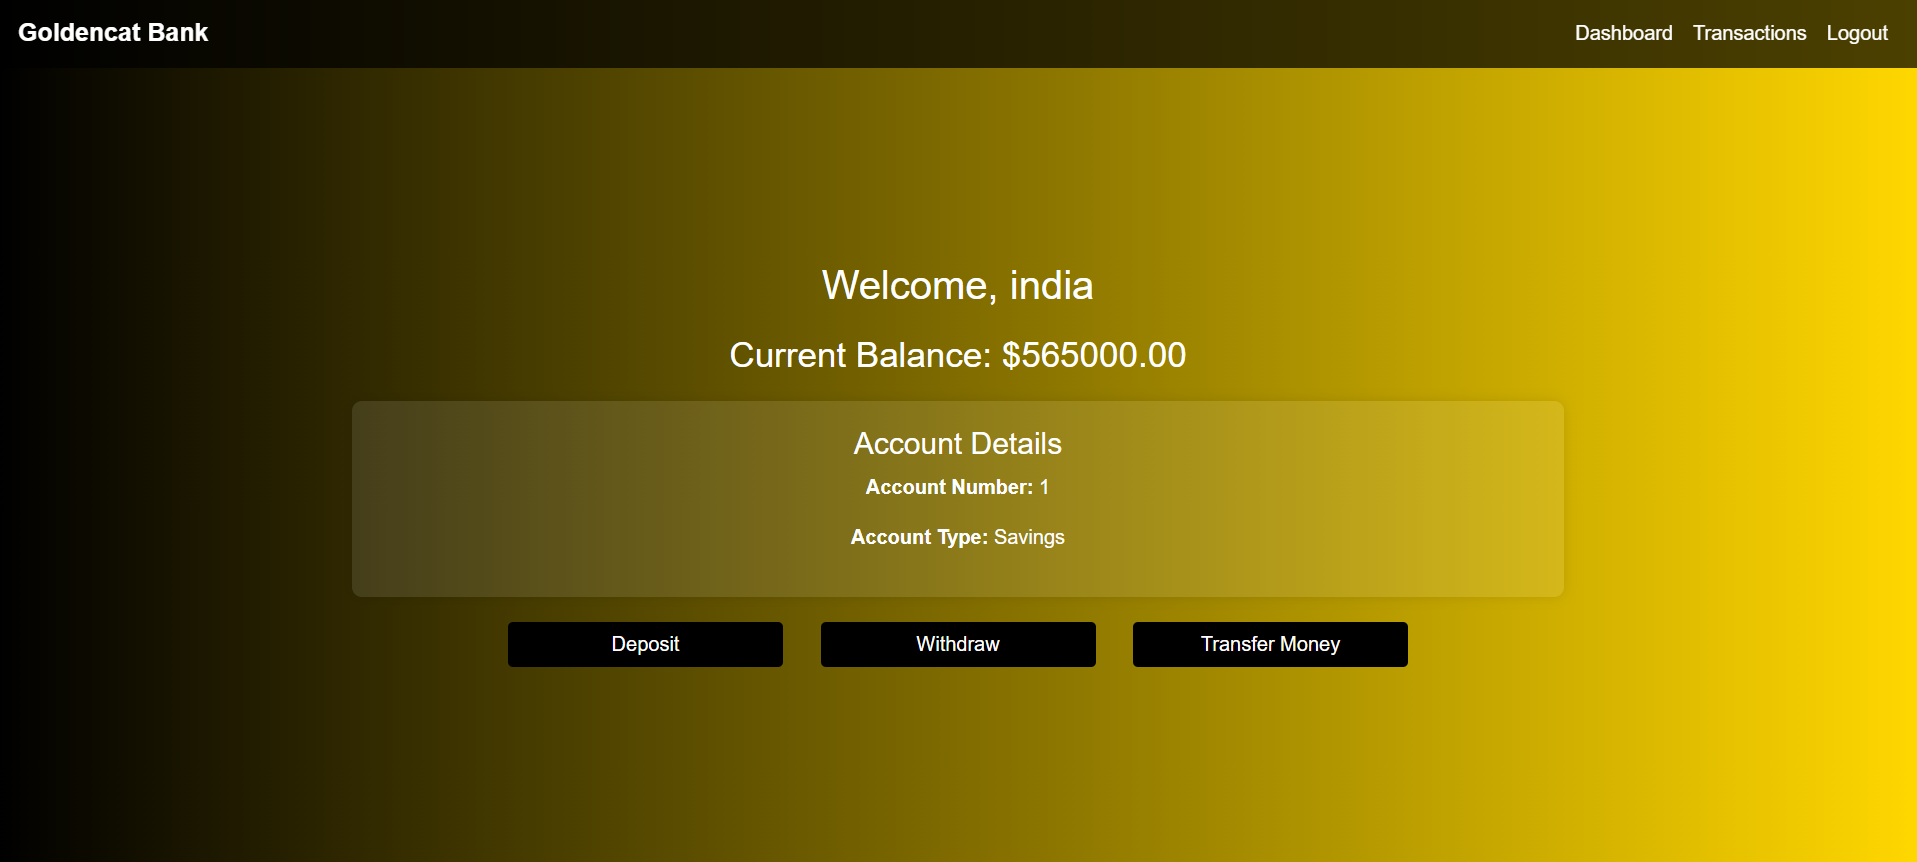 Goldencat Bank
Dashboard Transactions Logout
Welcome, india
Current Balance: $565000.00
Account Details
Account Number: 1
Account Type: Savings
Deposit Withdraw Transfer Money